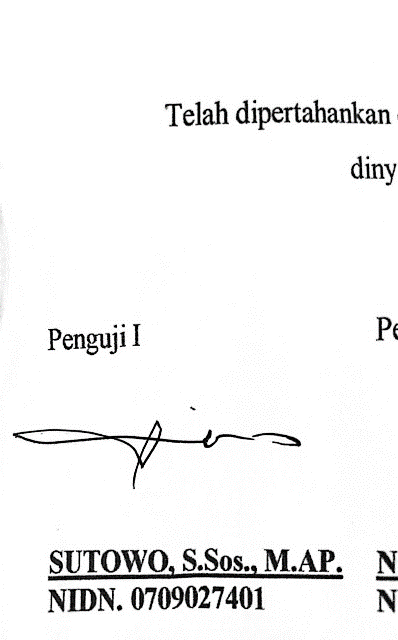 Telah dipertahankan
diny
Penguji I
Pe
SUTOWO, S.Sos., M.AP.
N
NIDN. 0709027401
N